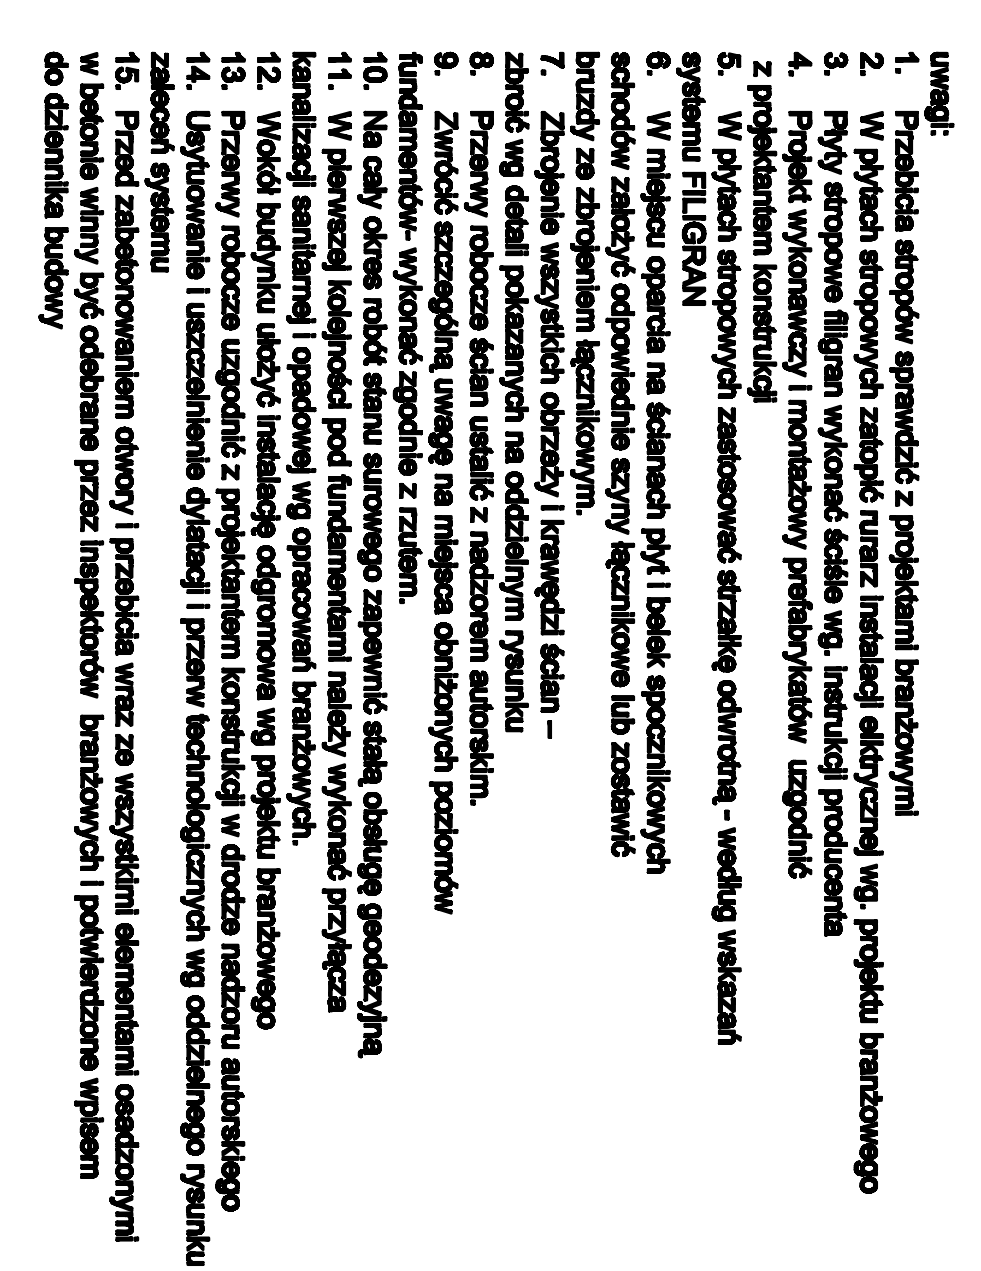 uwagi:
1. Przebicia stropów sprawdzić z projektami branżowymi
2. W płytach stropowych zatopić rurarz instalacji elktrycznej wg. projektu branżowego
3. Płyty stropowe filigran wykonać ściśle wg. instrukcji producenta
4. Projekt wykonawczy i montażowy prefabrykatów uzgodnić
z projektantem konstrukcji
5. W płytach stropowych zastosować strzałkę odwrotną - według wskazań
systemu FILIGRAN
6. W miejscu oparcia na ścianach płyt i belek spocznikowych
schodów założyć odpowiednie szyny łącznikowe lub zostawić
bruzdy ze zbrojeniem łącznikowym.
7. Zbrojenie wszystkich obrzeży i krawędzi ścian –
zbroić wg detali pokazanych na oddzielnym rysunku
8. Przerwy robocze ścian ustalić z nadzorem autorskim.
9. Zwrócić szczególną uwagę na miejsca obniżonych poziomów
fundamentów- wykonać zgodnie z rzutem.
10. Na cały okres robót stanu surowego zapewnić stałą obsługę geodezyjną
11. W pierwszej kolejności pod fundamentami należy wykonać przyłącza
kanalizacji sanitarnej i opadowej wg opracowań branżowych.
12. Wokół budynku ułożyć instalację odgromowa wg projektu branżowego
13. Przerwy robocze uzgodnić z projektantem konstrukcji w drodze nadzoru autorskiego
14. Usytuowanie i uszczelnienie dylatacji i przerw technologicznych wg oddzielnego rysunku
zaleceń systemu
15. Przed zabetonowaniem otwory i przebicia wraz ze wszystkimi elementami osadzonymi
w betonie winny być odebrane przez inspektorów branżowych i potwierdzone wpisem
do dziennika budowy